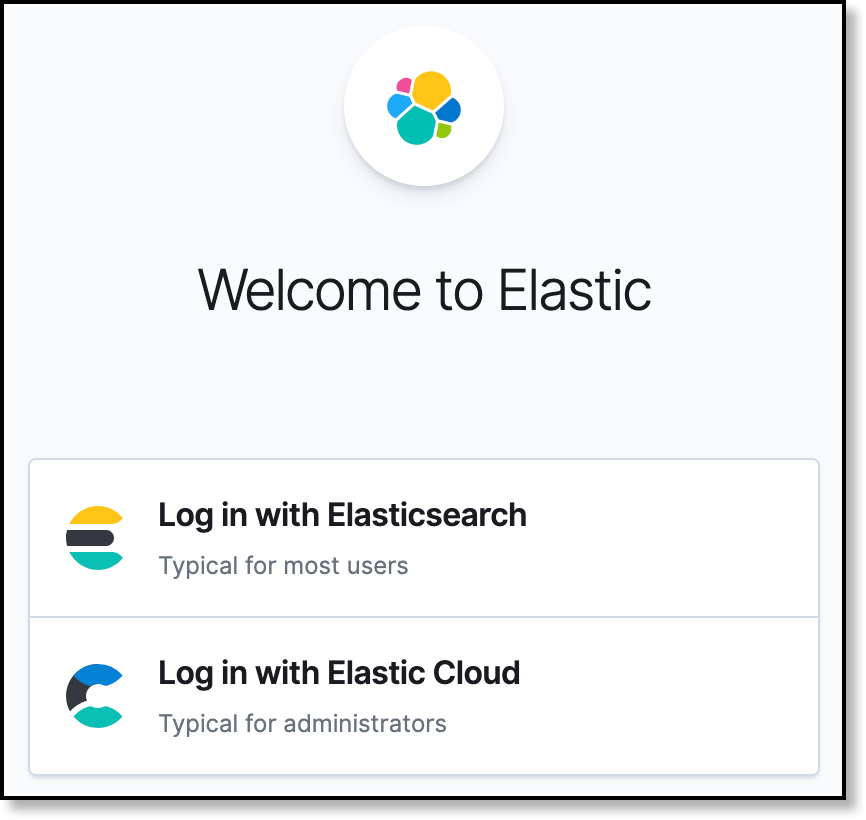 Welcome to Elastic
Log in with Elasticsearch
Typical for most users
Log in with Elastic Cloud
Typical for administrators